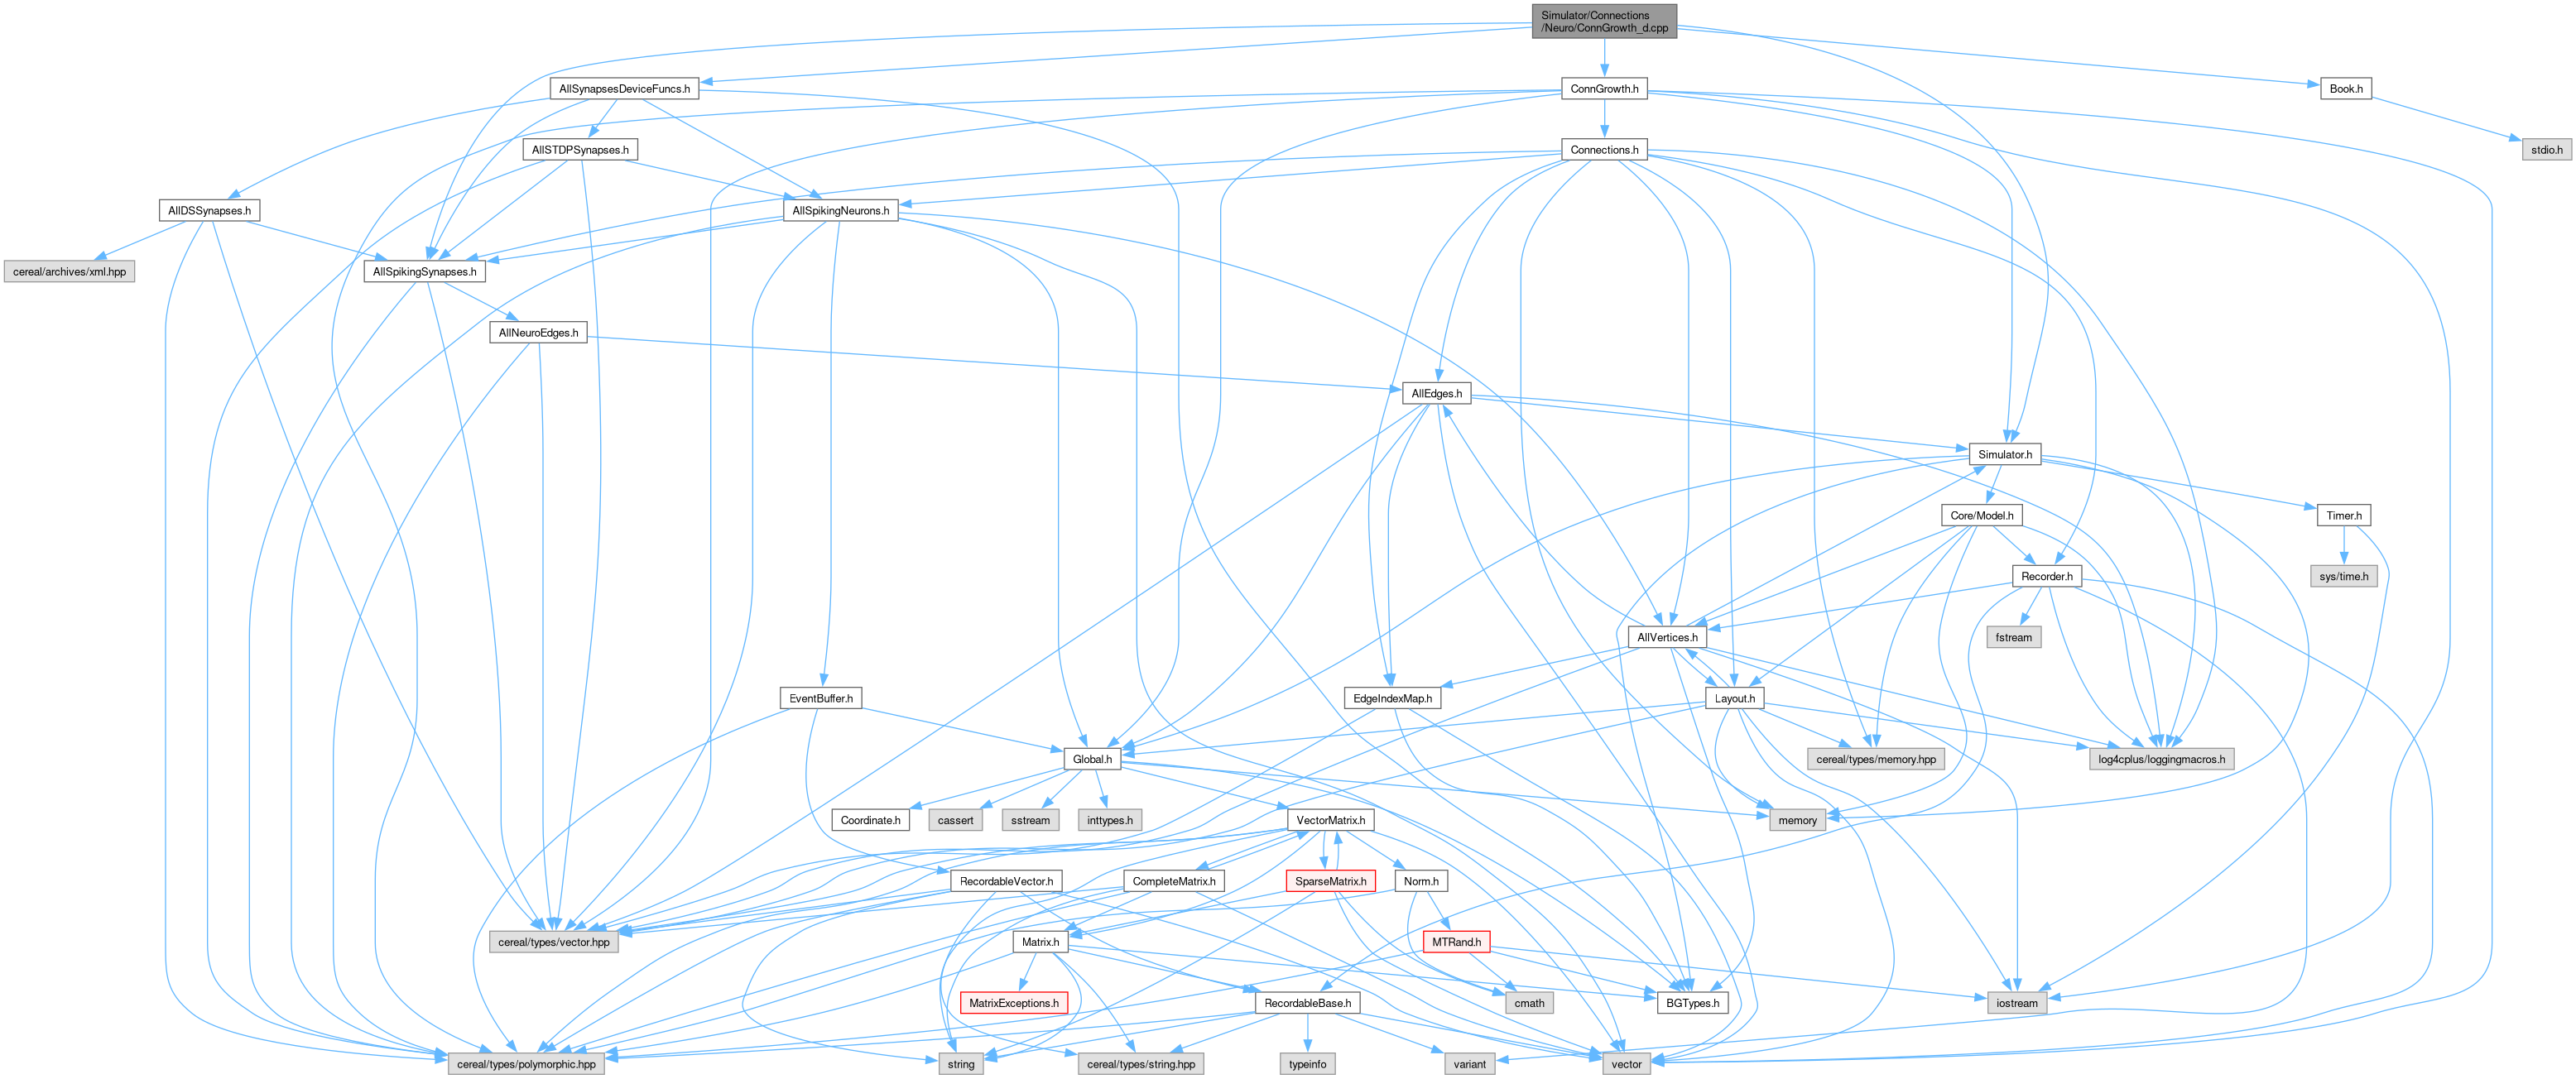 Simulator/Connections
/Neuro/ConnGrowth_d.cpp
AllSynapsesDeviceFuncs.h
ConnGrowth.h
Book.h
AllSTDPSynapses.h
Connections.h
stdio.h
AllDSSynapses.h
AllSpikingNeurons.h
cereal/archives/xml.hpp
AllSpikingSynapses.h
AllNeuroEdges.h
AllEdges.h
Simulator.h
Core/Model.h
Timer.h
Recorder.h
sys/time.h
AllVertices.h
fstream
EventBuffer.h
EdgeIndexMap.h
Layout.h
Global.h
cereal/types/memory.hpp
log4cplus/loggingmacros.h
Coordinate.h
cassert
sstream
inttypes.h
VectorMatrix.h
memory
RecordableVector.h
CompleteMatrix.h
SparseMatrix.h
Norm.h
cereal/types/vector.hpp
Matrix.h
MTRand.h
MatrixExceptions.h
RecordableBase.h
cmath
BGTypes.h
iostream
cereal/types/polymorphic.hpp
string
cereal/types/string.hpp
typeinfo
variant
vector